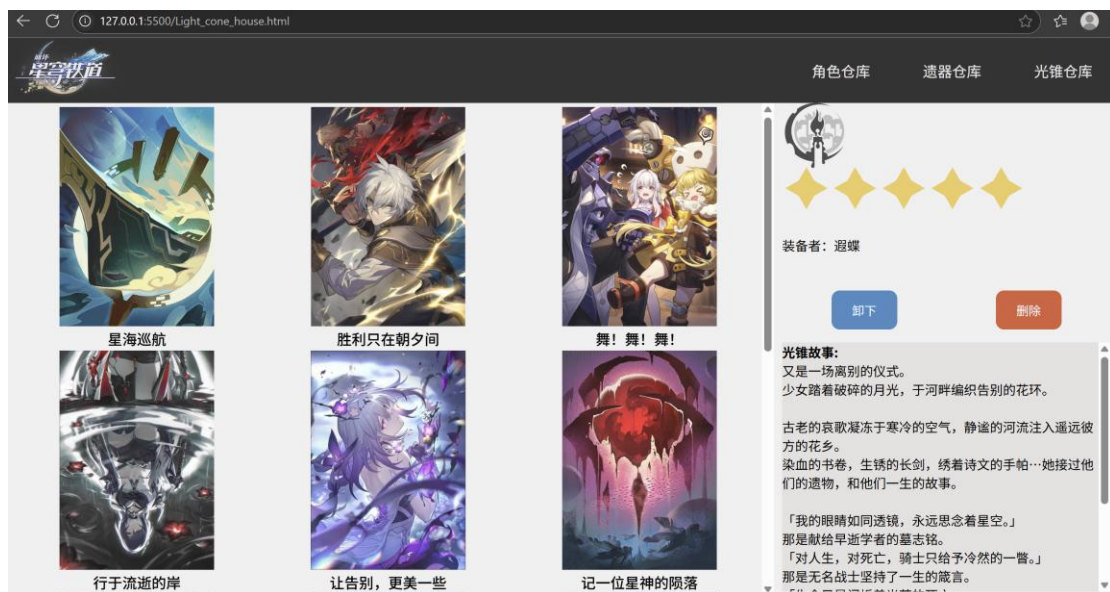 127.0.0.1:5500/Light_cone_house.html
崩坏
星穹铁道
角色仓库
遗器仓库
光锥仓库
星海巡航
胜利只在朝夕间
舞！舞！舞！
行于流逝的岸
让告别，更美一些
记一位星神的陨落
装备者：遐蝶
卸下
删除
光锥故事:
又是一场离别的仪式。
少女踏着破碎的月光，于河畔编织告别的花环。
古老的哀歌凝冻于寒冷的空气，静谧的河流注入遥远彼
方的花乡。
染血的书卷，生锈的长剑，绣着诗文的手帕…她接过他
们的遗物，和他们一生的故事。
「我的眼睛如同透镜，永远思念着星空。」
那是献给早逝学者的墓志铭。
「对人生，对死亡，骑士只给予冷然的一瞥。」
那是无名战士坚持了一生的箴言。